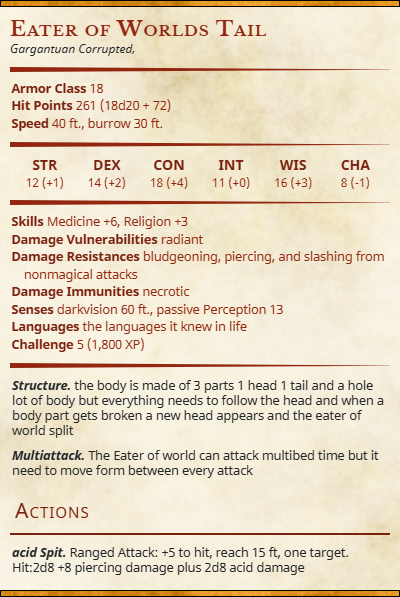 Eater of Worlds Tail
Gargantuan Corrupted,
Armor Class 18
Hit Points 261 (18d20 + 72)
Speed 40 ft., burrow 30 ft.
STR DEX CON INT WIS CHA
12 (+1) 14 (+2) 18 (+4) 11 (+0) 16 (+3) 8 (-1)
Skills Medicine +6, Religion +3
Damage Vulnerabilities radiant
Damage Resistances bludgeoning, piercing, and slashing from
nonmagical attacks
Damage Immunities necrotic
Senses darkvision 60 ft., passive Perception 13
Languages the languages it knew in life
Challenge 5 (1,800 XP)
Structure. the body is made of 3 parts 1 head 1 tail and a hole
lot of body but everything needs to follow the head and when a
body part gets broken a new head appears and the eater of
world split
Multiattack. The Eater of world can attack multibed time but it
need to move form between every attack
Actions
acid Spit. Ranged Attack: +5 to hit, reach 15 ft, one target.
Hit:2d8 +8 piercing damage plus 2d8 acid damage